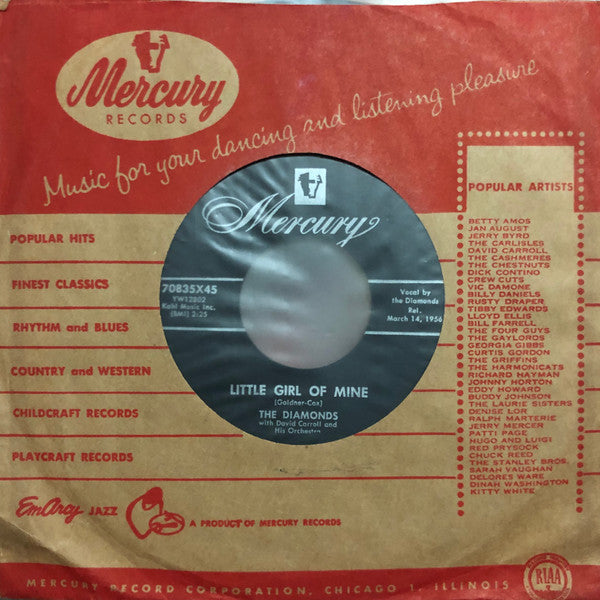 Mercury
RECORDS
Music for your dancing and listening pleasure
POPULAR HITS
FINEST CLASSICS
RHYTHM and BLUES
COUNTRY and WESTERN
CHILDCRAFT RECORDS
PLAYCRAFT RECORDS
EmArcy JAZZ
A PRODUCT OF MERCURY RECORDS
Mercury
70835X45
YW12802
Kahl Music Inc.
(BMI) 2:25
Vocal by
the Diamonds
Rel.
March 14, 1956
LITTLE GIRL OF MINE
(Goldner-Cox)
THE DIAMONDS
with David Carroll and
His Orchestra
POPULAR ARTISTS
BETTY AMOS
JAN AUGUST
JERRY BYRD
THE CARLISLES
DAVID CARROLL
THE CASHMERES
THE CHESTNUTS
DICK CONTINO
CREW CUTS
VIC DAMONE
BILLY DANIELS
RUSTY DRAPER
TIBBY EDWARDS
LLOYD ELLIS
BILL FARRELL
THE FOUR GUYS
THE GAYLORDS
GEORGIA GIBBS
CURTIS GORDON
THE GRIFFINS
THE HARMONICATS
RICHARD HAYMAN
JOHNNY HORTON
EDDY HOWARD
BUDDY JOHNSON
THE LAURIE SISTERS
DENISE LOR
RALPH MARTERIE
JERRY MERCER
PATTI PAGE
HUGO AND LUIGI
RED PRYSOCK
CHUCK REED
THE STANLEY BROS.
SARAH VAUGHAN
DELORES WARE
DINAH WASHINGTON
KITTY WHITE
MERCURY RECORD CORPORATION, CHICAGO 1, ILLINOIS
RIAA